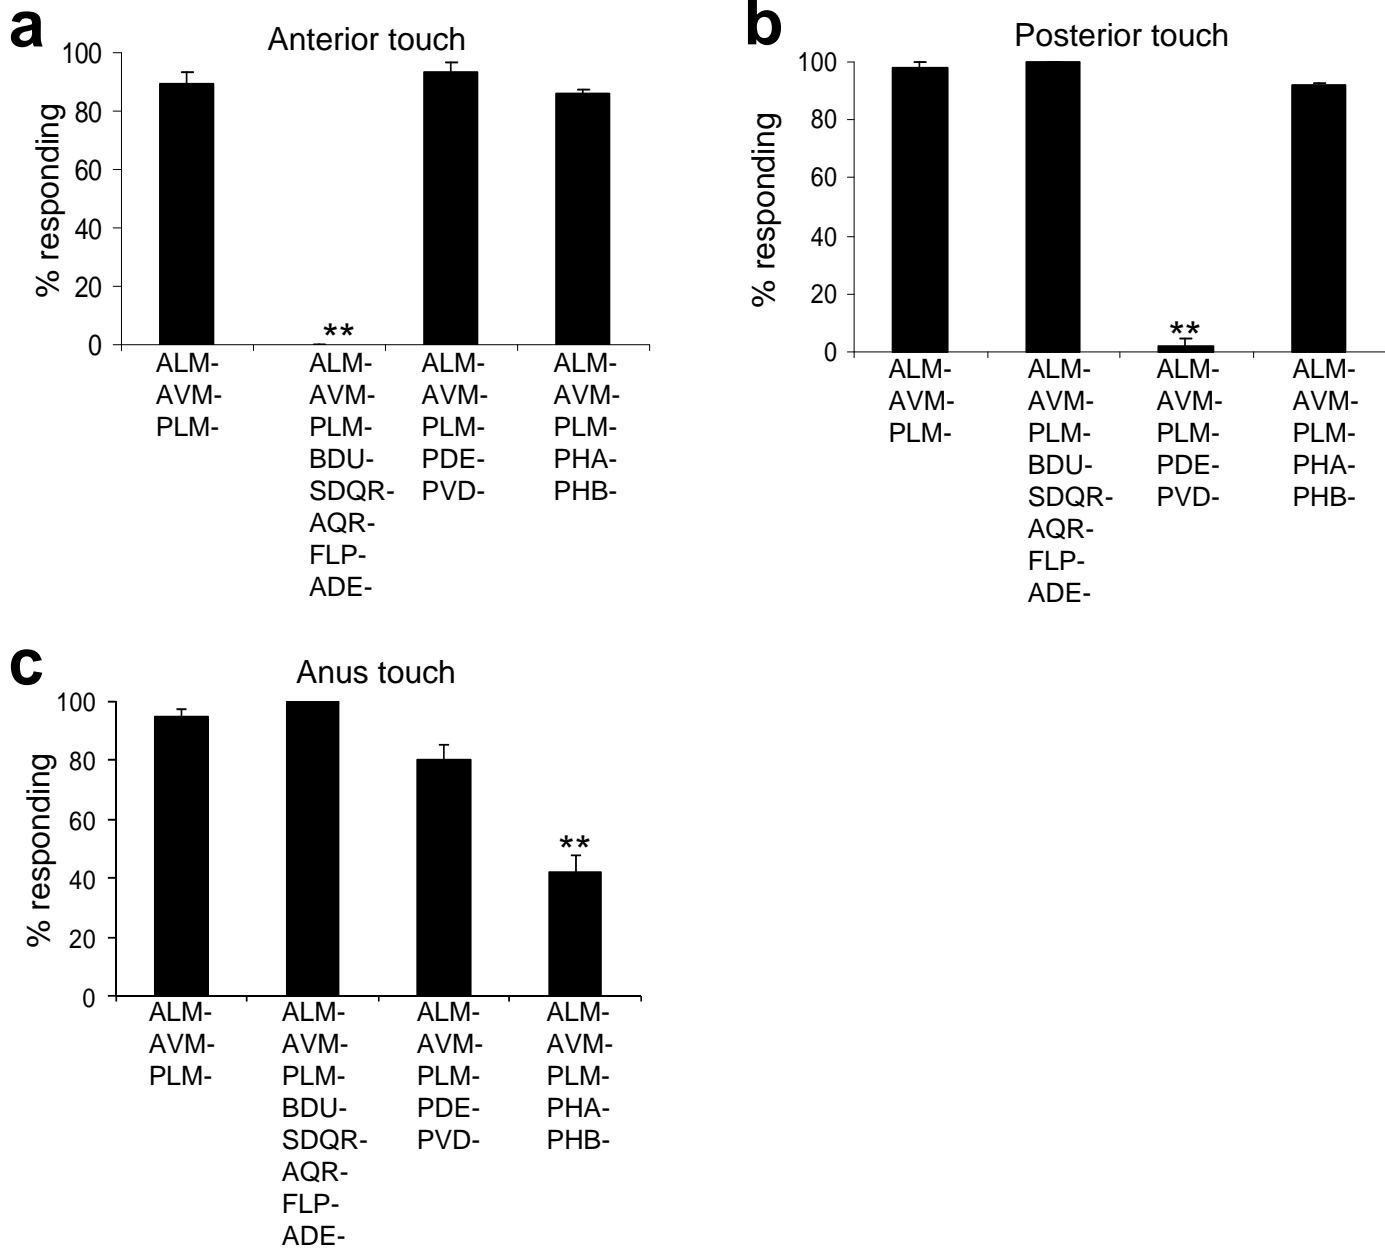 a
Anterior touch
% responding
100
80
60
40
20
0
**
ALM-
AVM-
PLM-
ALM-
AVM-
PLM-
BDU-
SDQR-
AQR-
FLP-
ADE-
ALM-
AVM-
PLM-
PDE-
PVD-
ALM-
AVM-
PLM-
PHA-
PHB-
b
Posterior touch
% responding
100
80
60
40
20
0
**
ALM-
AVM-
PLM-
ALM-
AVM-
PLM-
BDU-
SDQR-
AQR-
FLP-
ADE-
ALM-
AVM-
PLM-
PDE-
PVD-
ALM-
AVM-
PLM-
PHA-
PHB-
c
Anus touch
% responding
100
80
60
40
20
0
**
ALM-
AVM-
PLM-
ALM-
AVM-
PLM-
BDU-
SDQR-
AQR-
FLP-
ADE-
ALM-
AVM-
PLM-
PDE-
PVD-
ALM-
AVM-
PLM-
PHA-
PHB-